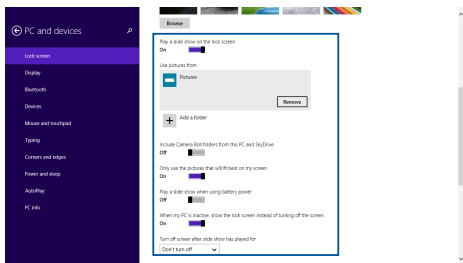 PC and devices
Lock screen
Display
Bluetooth
Devices
Mouse and touchpad
Typing
Corners and edges
Power and sleep
AutoPlay
PC info
Browse
Play a slide show on the lock screen
On
Use pictures from
Pictures
Remove
Add a folder
Include Camera Roll folders from this PC and SkyDrive
Off
Only use the pictures that will fit best on my screen
On
Play a slide show when using battery power
Off
When my PC is inactive, show the lock screen instead of turning off the screen
On
Turn off screen after slide show has played for
Don't turn off